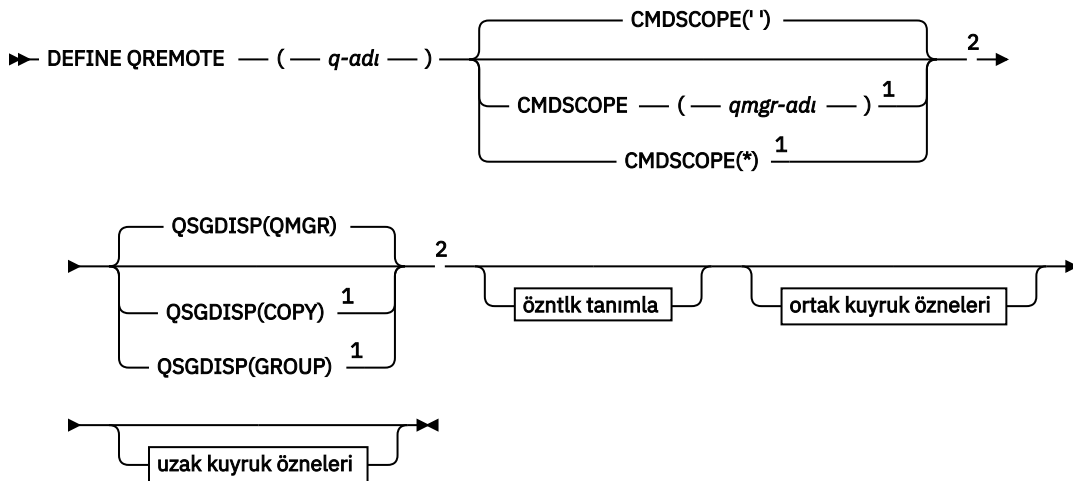 CMDSCOPE(' ')
DEFINE QREMOTE ( q-adı ) 2
CMDSCOPE ( qmgr-adı ) 1
CMDSCOPE(*) 1
QSGDISP(QMGR)
2
QSGDISP(COPY) 1
QSGDISP(GROUP) 1
özntlk tanımla
ortak kuyruk özneleri
uzak kuyruk özneleri